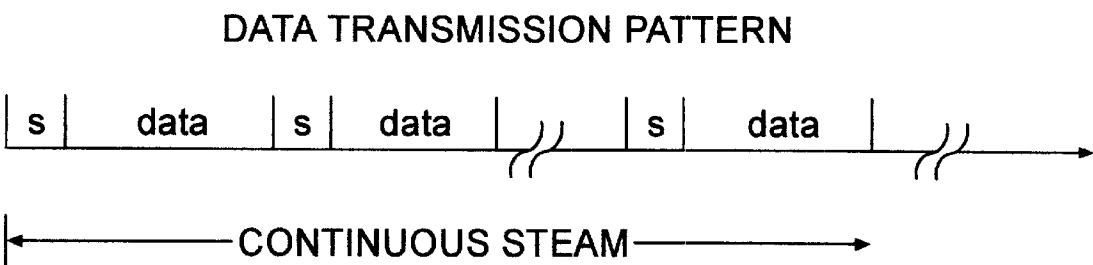 DATA TRANSMISSION PATTERN
s data s data s data
CONTINUOUS STEAM